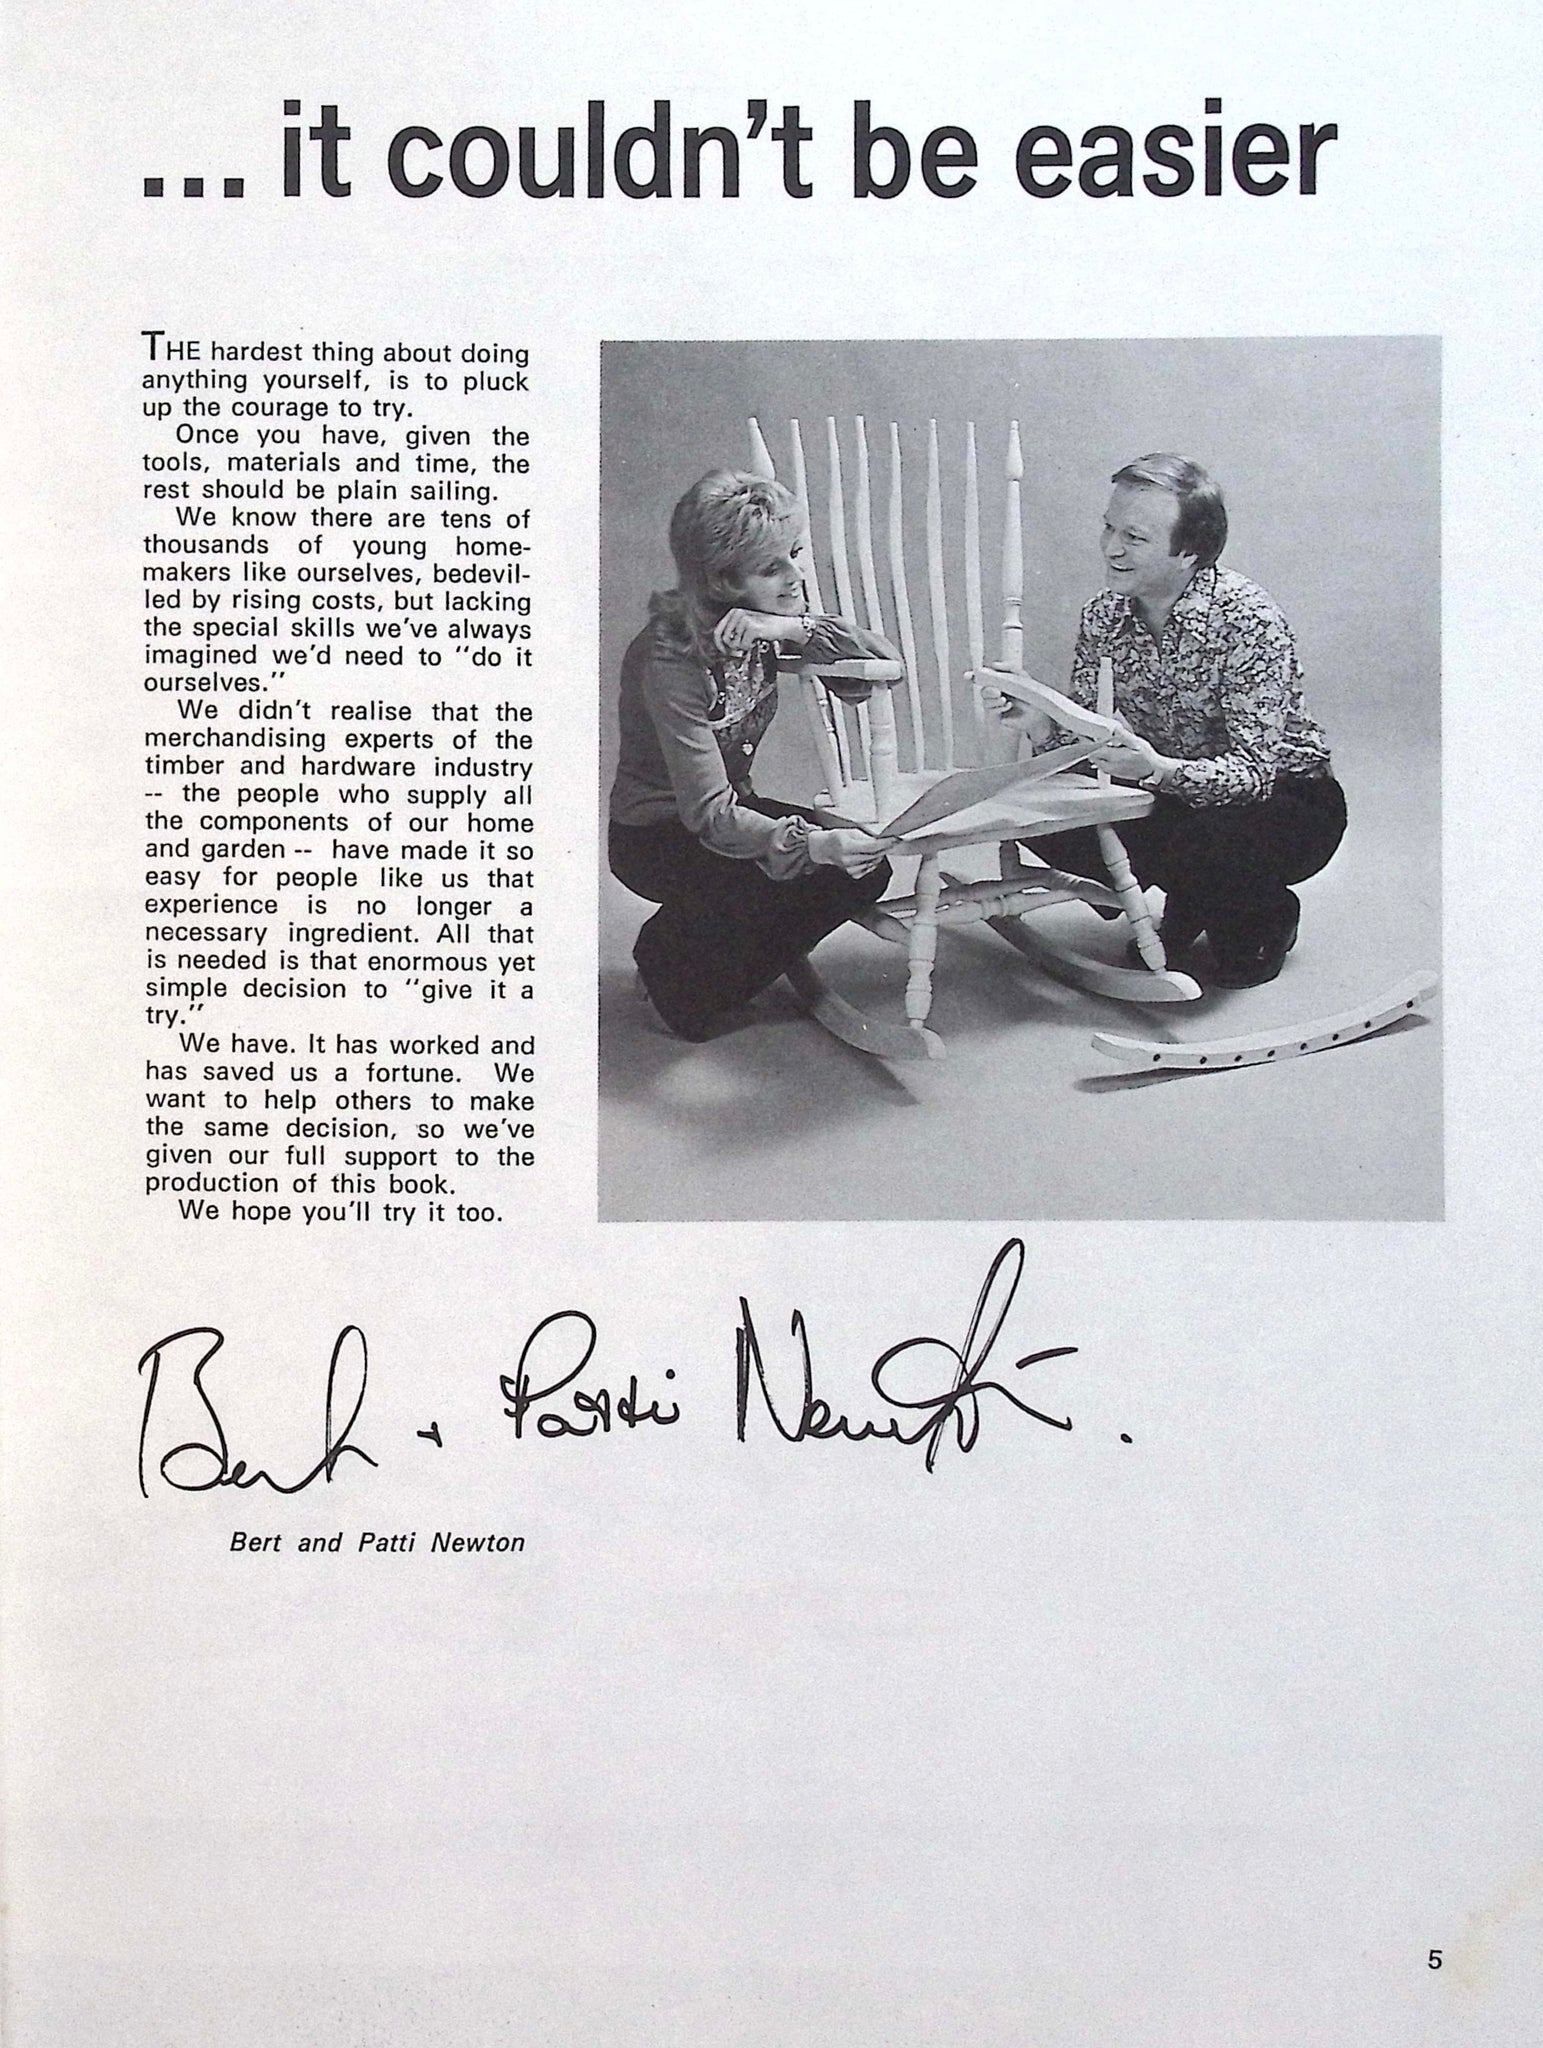 ... it couldn't be easier
THE hardest thing about doing
anything yourself, is to pluck
up the courage to try.
Once you have, given the
tools, materials and time, the
rest should be plain sailing.
We know there are tens of
thousands of young home-
makers like ourselves, bedevil-
led by rising costs, but lacking
the special skills we've always
imagined we'd need to "do it
ourselves."
We didn't realise that the
merchandising experts of the
timber and hardware industry
-- the people who supply all
the components of our home
and garden -- have made it so
easy for people like us that
experience is no longer a
necessary ingredient. All that
is needed is that enormous yet
simple decision to "give it a
try."
We have. It has worked and
has saved us a fortune. We
want to help others to make
the same decision, so we've
given our full support to the
production of this book.
We hope you'll try it too.
Bert + Patti Newton.
Bert and Patti Newton
5